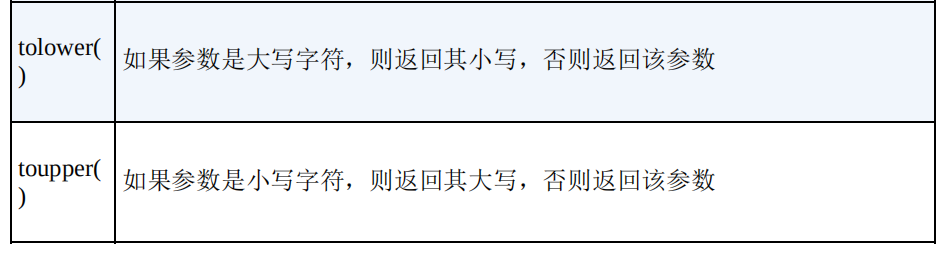 tolower(
)
如果参数是大写字符，则返回其小写，否则返回该参数
toupper(
)
如果参数是小写字符，则返回其大写，否则返回该参数